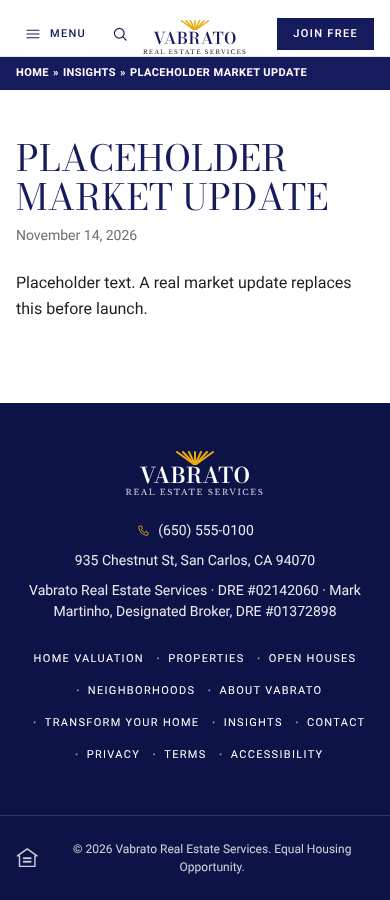 MENU
VABRATO
REAL ESTATE SERVICES
JOIN FREE
HOME » INSIGHTS » PLACEHOLDER MARKET UPDATE
PLACEHOLDER
MARKET UPDATE
November 14, 2026
Placeholder text. A real market update replaces
this before launch.
VABRATO
REAL ESTATE SERVICES
(650) 555-0100
935 Chestnut St, San Carlos, CA 94070
Vabrato Real Estate Services · DRE #02142060 · Mark
Martinho, Designated Broker, DRE #01372898
HOME VALUATION · PROPERTIES · OPEN HOUSES
· NEIGHBORHOODS · ABOUT VABRATO
· TRANSFORM YOUR HOME · INSIGHTS · CONTACT
· PRIVACY · TERMS · ACCESSIBILITY
© 2026 Vabrato Real Estate Services. Equal Housing
Opportunity.